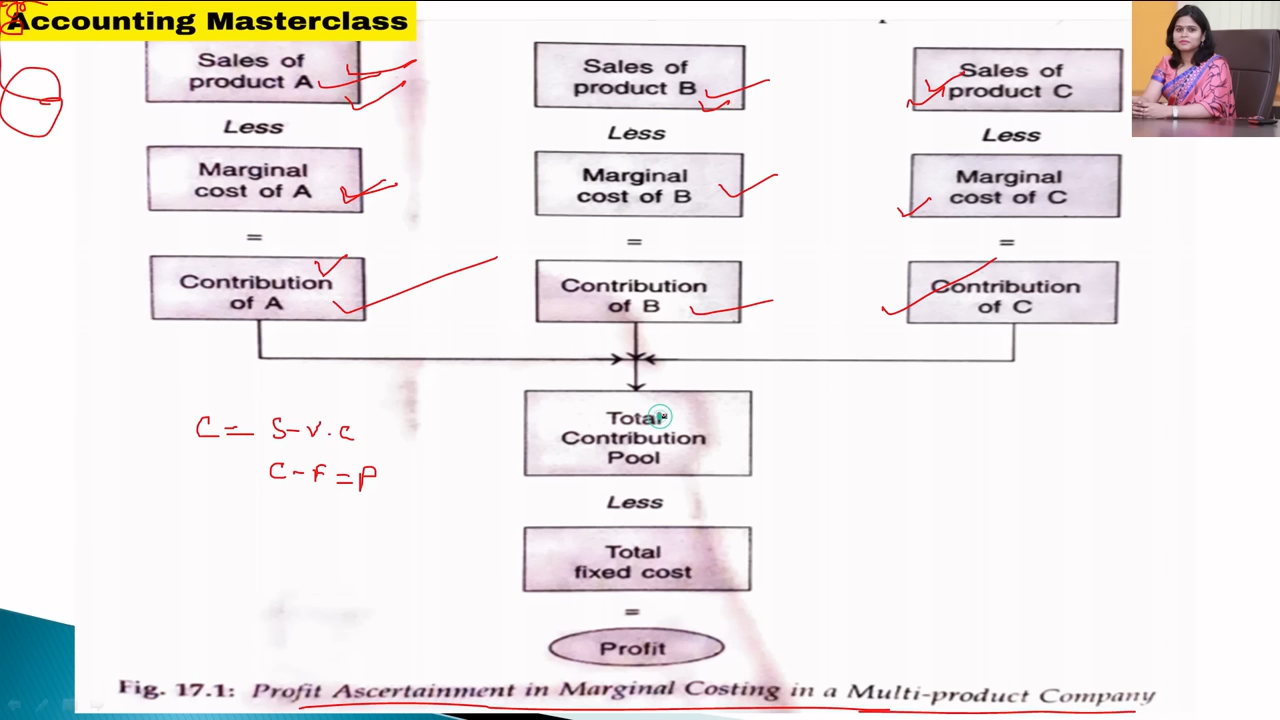 Accounting Masterclass
Sales of
product A
Sales of
product B
Sales of
product C
Less
Less
Less
Marginal
cost of A
Marginal
cost of B
Marginal
cost of C
=
=
=
Contribution
of A
Contribution
of B
Contribution
of C
C = S-V.C
C-F=P
Total
Contribution
Pool
Less
Total
fixed cost
=
Profit
Fig. 17.1: Profit Ascertainment in Marginal Costing in a Multi-product Company